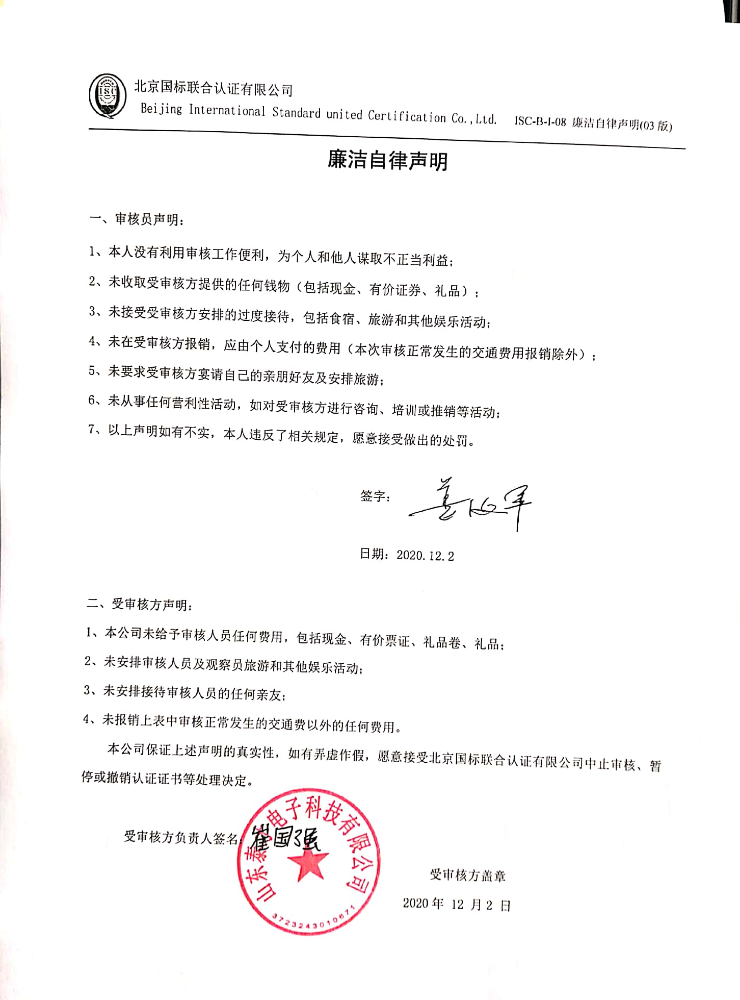 ISC
北京国标联合认证有限公司
Beijing International Standard united Certification Co.,Ltd. ISC-B-I-08 廉洁自律声明(03 版)
廉洁自律声明
一、审核员声明：
1、本人没有利用审核工作便利，为个人和他人谋取不正当利益；
2、未收取受审核方提供的任何钱物（包括现金、有价证券、礼品）；
3、未接受受审核方安排的过度接待，包括食宿、旅游和其他娱乐活动；
4、未在受审核方报销，应由个人支付的费用（本次审核正常发生的交通费用报销除外）；
5、未要求受审核方宴请自己的亲朋好友及安排旅游；
6、未从事任何营利性活动，如对受审核方进行咨询、培训或推销等活动；
7、以上声明如有不实，本人违反了相关规定，愿意接受做出的处罚。
签字：
日期：2020.12.2
二、受审核方声明：
1、本公司未给予审核人员任何费用，包括现金、有价票证、礼品卷、礼品；
2、未安排审核人员及观察员旅游和其他娱乐活动；
3、未安排接待审核人员的任何亲友；
4、未报销上表中审核正常发生的交通费以外的任何费用。
本公司保证上述声明的真实性，如有弄虚作假，愿意接受北京国标联合认证有限公司中止审核、暂
停或撤销认证证书等处理决定。
受审核方负责人签名：崔国强
山东泰 电子科技有限公司
3723243010671
受审核方盖章
2020 年 12 月 2 日